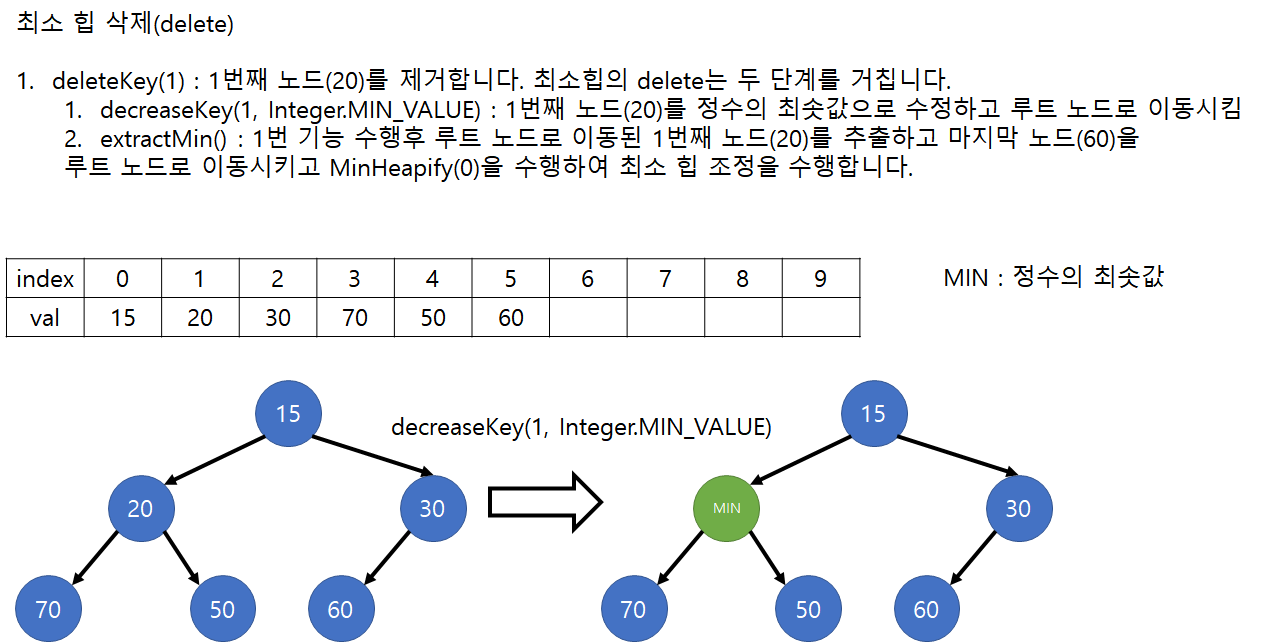 최소 힙 삭제(delete)
1. deleteKey(1) : 1번째 노드(20)를 제거합니다. 최소힙의 delete는 두 단계를 거칩니다.
1. decreaseKey(1, Integer.MIN_VALUE) : 1번째 노드(20)를 정수의 최솟값으로 수정하고 루트 노드로 이동시킴
2. extractMin() : 1번 기능 수행후 루트 노드로 이동된 1번째 노드(20)를 추출하고 마지막 노드(60)을
루트 노드로 이동시키고 MinHeapify(0)을 수행하여 최소 힙 조정을 수행합니다.
index 0 1 2 3 4 5 6 7 8 9
val 15 20 30 70 50 60
MIN : 정수의 최솟값
15
20 30
70 50 60
decreaseKey(1, Integer.MIN_VALUE)
15
MIN 30
70 50 60